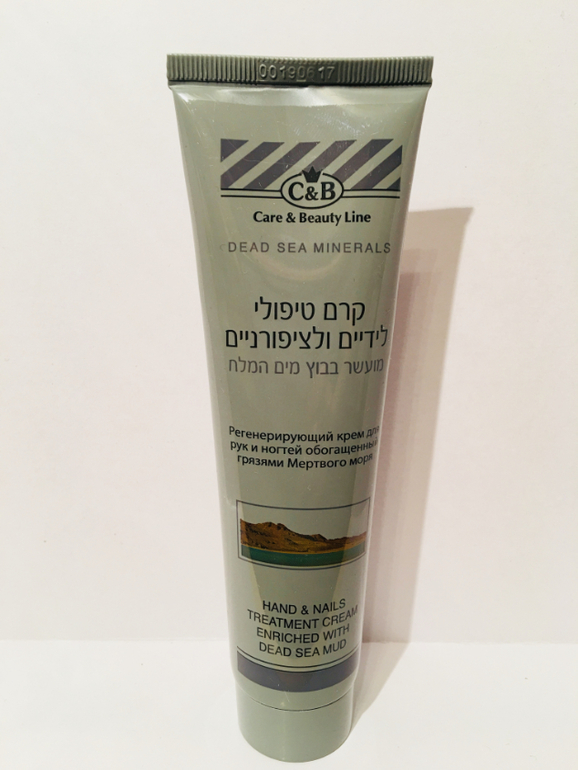 00190617
C&B
Care & Beauty Line
DEAD SEA MINERALS
קרם טיפולי
לידיים ולציפורניים
מועשר בבוץ מים המלח
Регенерирующий крем для
рук и ногтей обогащенный
грязями Мертвого моря
HAND & NAILS
TREATMENT CREAM
ENRICHED WITH
DEAD SEA MUD